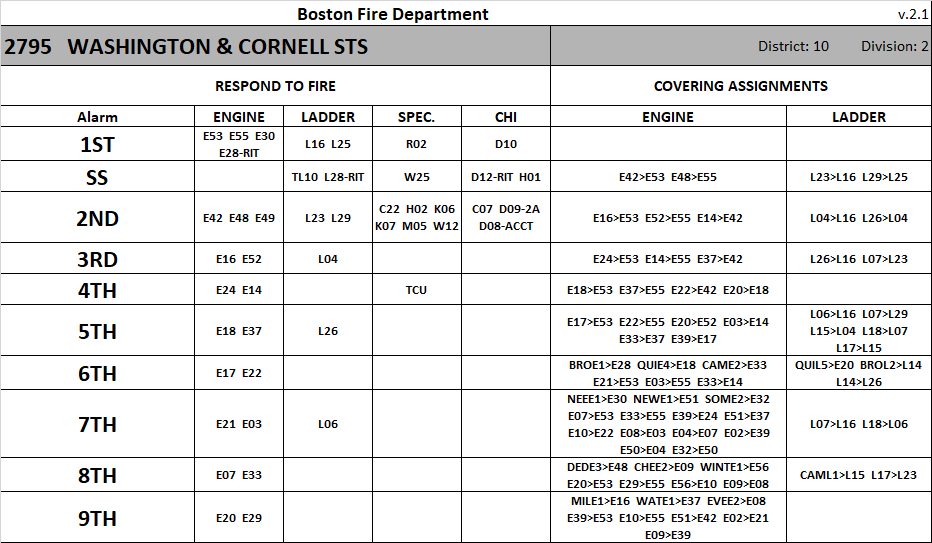 Boston Fire Department v.2.1
2795 WASHINGTON & CORNELL STS District: 10 Division: 2
RESPOND TO FIRE COVERING ASSIGNMENTS
Alarm ENGINE LADDER SPEC. CHI ENGINE LADDER
1ST
E53 E55 E30
E28-RIT
L16 L25
R02
D10
SS
TL10 L28-RIT
W25
D12-RIT H01
E42>E53 E48>E55
L23>L16 L29>L25
2ND
E42 E48 E49
L23 L29
C22 H02 K06
K07 M05 W12
C07 D09-2A
D08-ACCT
E16>E53 E52>E55 E14>E42
L04>L16 L26>L04
3RD
E16 E52
L04
E24>E53 E14>E55 E37>E42
L26>L16 L07>L23
4TH
E24 E14
TCU
E18>E53 E37>E55 E22>E42 E20>E18
5TH
E18 E37
L26
E17>E53 E22>E55 E20>E52 E03>E14
E33>E37 E39>E17
L06>L16 L07>L29
L15>L04 L18>L07
L17>L15
6TH
E17 E22
BROE1>E28 QUIE4>E18 CAME2>E33
E21>E53 E03>E55 E33>E14
QUIL5>E20 BROL2>L14
L14>L26
7TH
E21 E03
L06
NEEE1>E30 NEWE1>E51 SOME2>E32
E07>E53 E33>E55 E39>E24 E51>E37
E10>E22 E08>E03 E04>E07 E02>E39
E50>E04 E32>E50
L07>L16 L18>L06
8TH
E07 E33
DEDE3>E48 CHEE2>E09 WINTE1>E56
E20>E53 E29>E55 E56>E10 E09>E08
CAML1>L15 L17>L23
9TH
E20 E29
MILE1>E16 WATE1>E37 EVEE2>E08
E39>E53 E10>E55 E51>E42 E02>E21
E09>E39